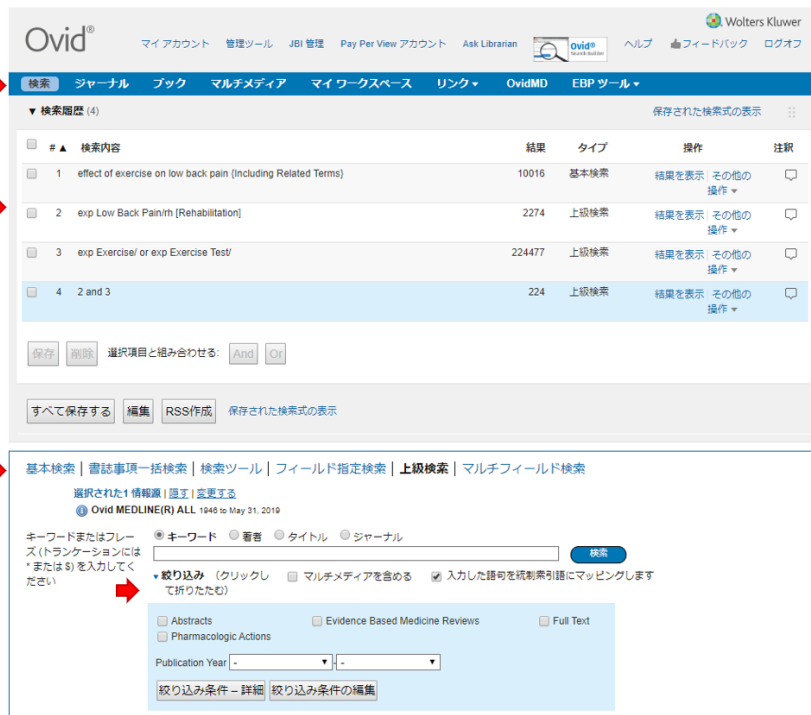 Wolters Kluwer
Ovid®
マイ アカウント 管理ツール JBI 管理 Pay Per View アカウント Ask Librarian Ovid® ヘルプ フィードバック ログオフ
検索 ジャーナル ブック マルチメディア マイ ワークスペース リンク▼ OvidMD EBP ツール▼
▼ 検索履歴 (4) 保存された検索式の表示
# ▲ 検索内容 結果 タイプ 操作 注釈
1 effect of exercise on low back pain {Including Related Terms} 10016 基本検索 結果を表示 その他の
操作 ▼
2 exp Low Back Pain/rh [Rehabilitation] 2274 上級検索 結果を表示 その他の
操作 ▼
3 exp Exercise/ or exp Exercise Test/ 224477 上級検索 結果を表示 その他の
操作 ▼
4 2 and 3 224 上級検索 結果を表示 その他の
操作 ▼
保存 削除 選択項目と組み合わせる: And Or
すべて保存する 編集 RSS作成 保存された検索式の表示
基本検索 | 書誌事項一括検索 | 検索ツール | フィールド指定検索 | 上級検索 | マルチフィールド検索
選択された1 情報源 | 隠す | 変更する
Ovid MEDLINE(R) ALL 1946 to May 31, 2019
キーワードまたはフレー
ズ (トランケーションには
* または $) を入力してく
ださい
キーワード 著者 タイトル ジャーナル
検索
▼絞り込み (クリックし
て折りたたむ)
マルチメディアを含める 入力した語句を統制索引語にマッピングします
Abstracts Evidence Based Medicine Reviews Full Text
Pharmacologic Actions
Publication Year - - -
絞り込み条件 – 詳細 絞り込み条件の編集